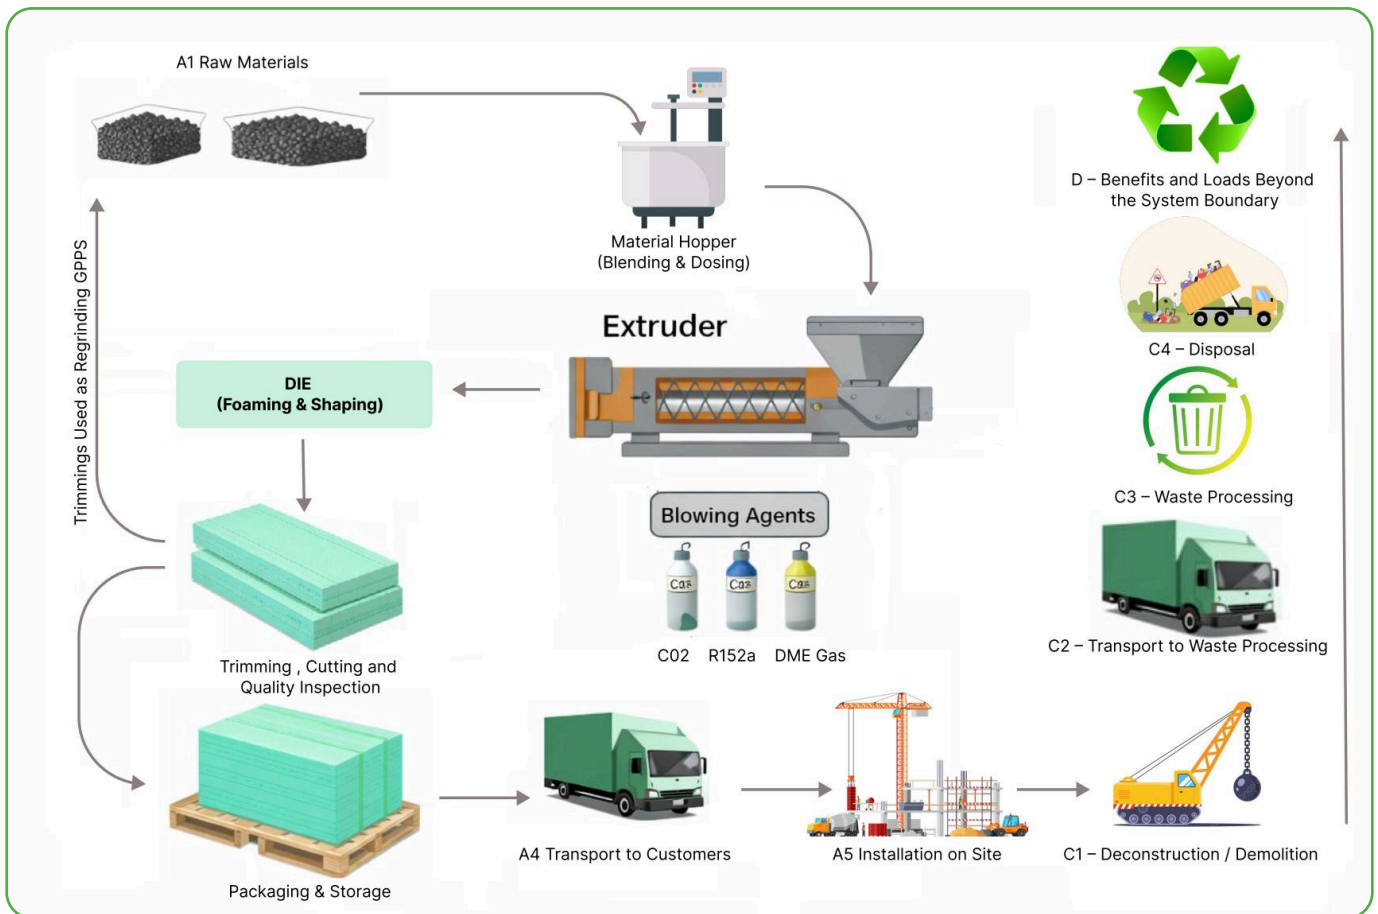 A1 Raw Materials
Material Hopper
(Blending & Dosing)
Extruder
DIE
(Foaming & Shaping)
Trimmings Used as Regrinding GPPS
Blowing Agents
C02 R152a DME Gas
Trimming , Cutting and
Quality Inspection
Packaging & Storage
A4 Transport to Customers
A5 Installation on Site
C1 – Deconstruction / Demolition
C2 – Transport to Waste Processing
C3 – Waste Processing
C4 – Disposal
D – Benefits and Loads Beyond
the System Boundary